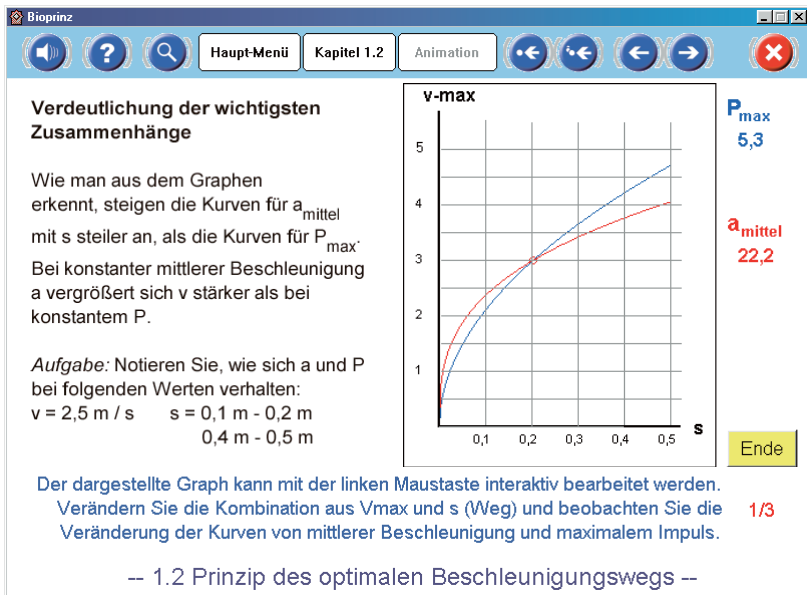 Bioprinz
Haupt-Menü Kapitel 1.2 Animation
Verdeutlichung der wichtigsten
Zusammenhänge
Wie man aus dem Graphen
erkennt, steigen die Kurven für a mittel
mit s steiler an, als die Kurven für P max.
Bei konstanter mittlerer Beschleunigung
a vergrößert sich v stärker als bei
konstantem P.
Aufgabe: Notieren Sie, wie sich a und P
bei folgenden Werten verhalten:
v = 2,5 m / s s = 0,1 m - 0,2 m
0,4 m - 0,5 m
v-max
5
4
3
2
1
0,1 0,2 0,3 0,4 0,5 s
P max
5,3
a mittel
22,2
Ende
Der dargestellte Graph kann mit der linken Maustaste interaktiv bearbeitet werden.
Verändern Sie die Kombination aus Vmax und s (Weg) und beobachten Sie die
Veränderung der Kurven von mittlerer Beschleunigung und maximalem Impuls.
1/3
-- 1.2 Prinzip des optimalen Beschleunigungswegs --